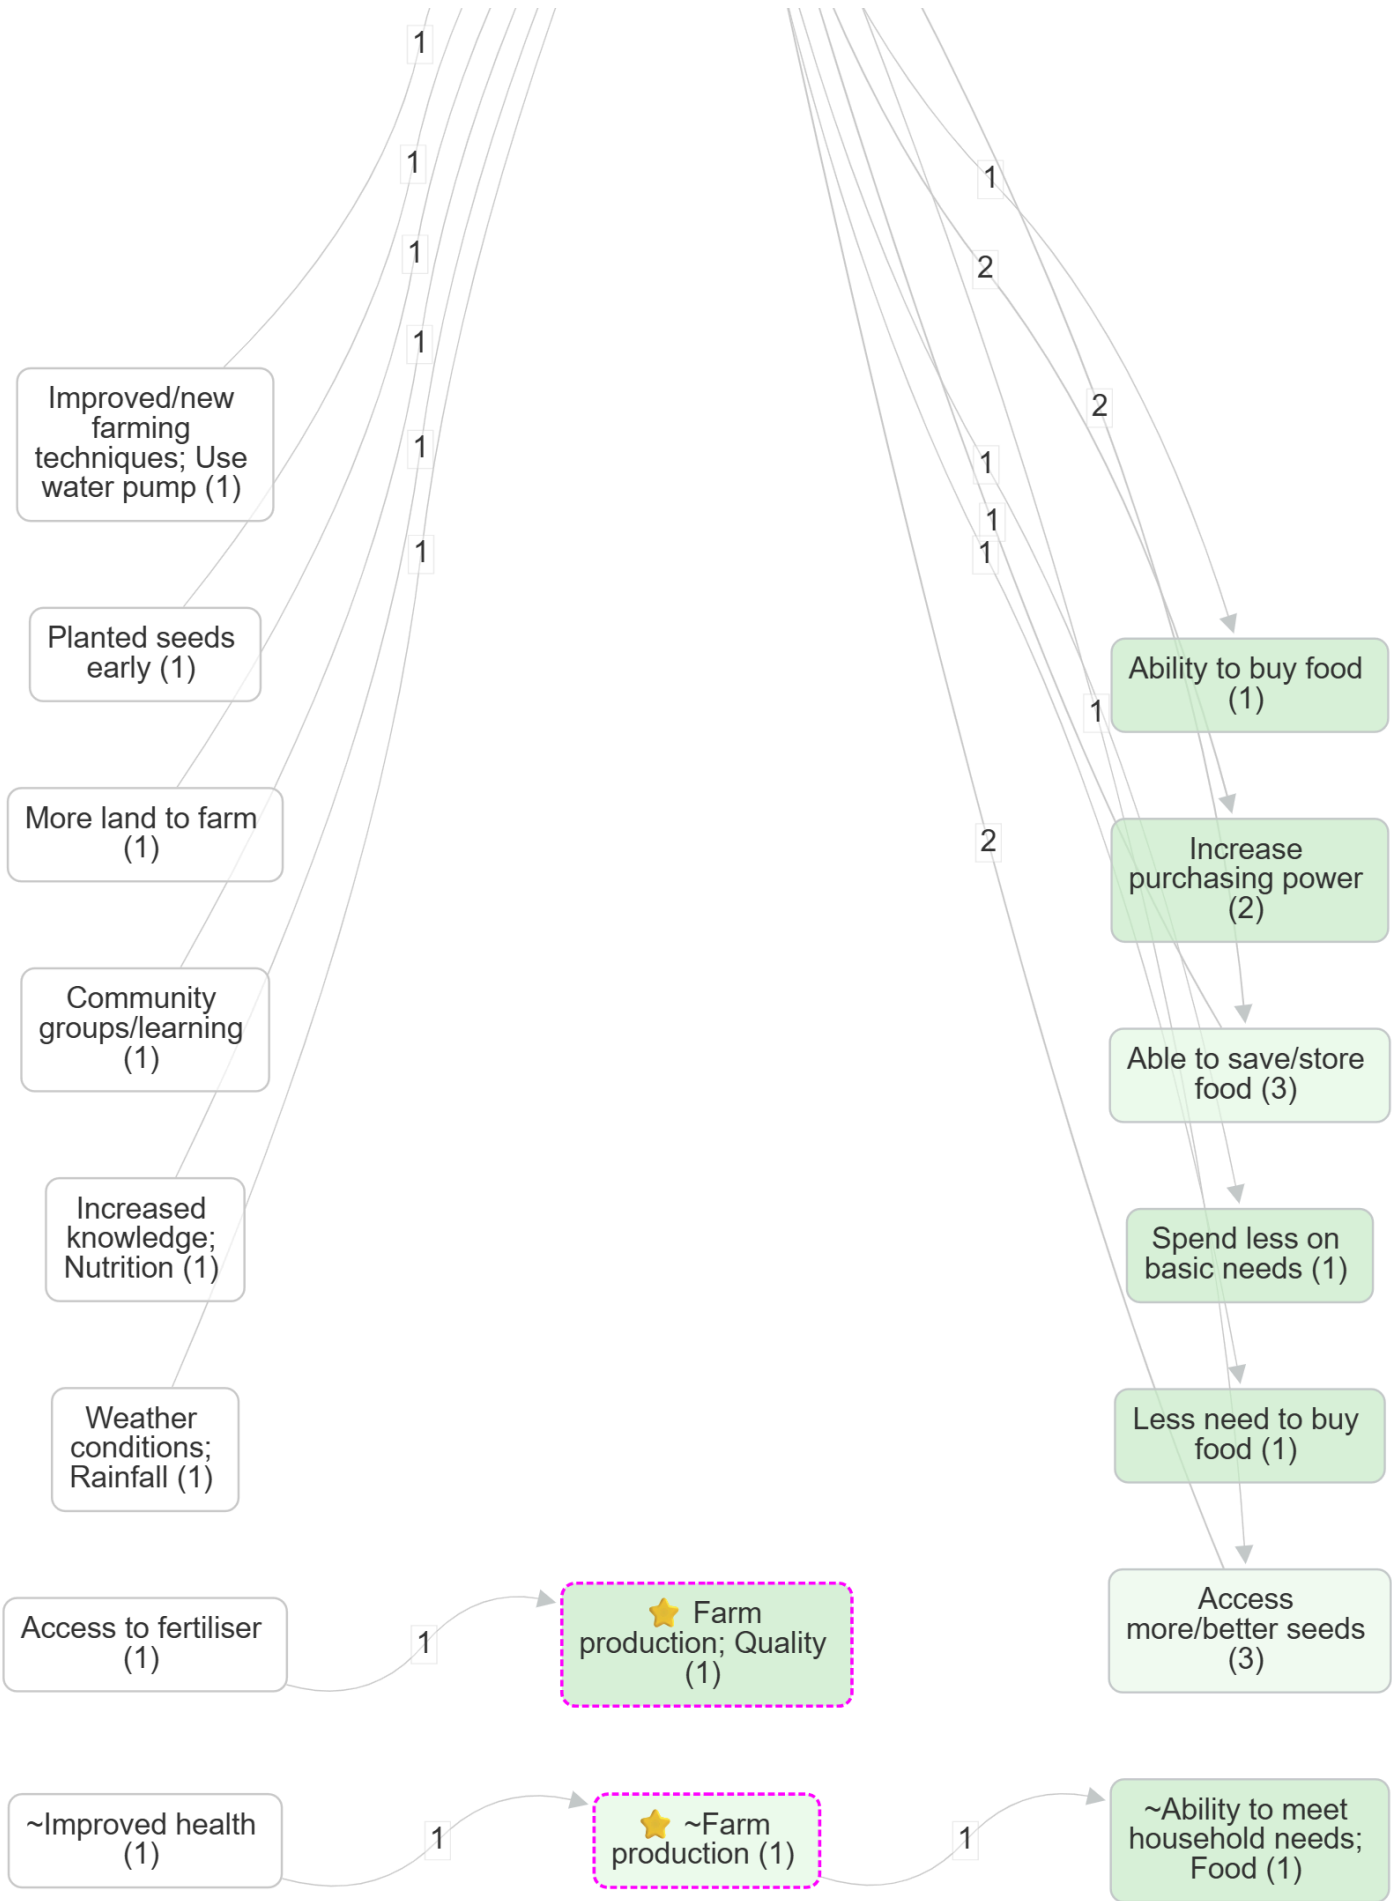 1
1
1
1
1
1
1
2
2
1
1
1
1
2
Improved/new
farming
techniques; Use
water pump (1)
Planted seeds
early (1)
More land to farm
(1)
Community
groups/learning
(1)
Increased
knowledge;
Nutrition (1)
Weather
conditions;
Rainfall (1)
Ability to buy food
(1)
Increase
purchasing power
(2)
Able to save/store
food (3)
Spend less on
basic needs (1)
Less need to buy
food (1)
Access
more/better seeds
(3)
Access to fertiliser
(1)
1
Farm
production; Quality
(1)
~Improved health
(1)
1
~Farm
production (1)
1
~Ability to meet
household needs;
Food (1)